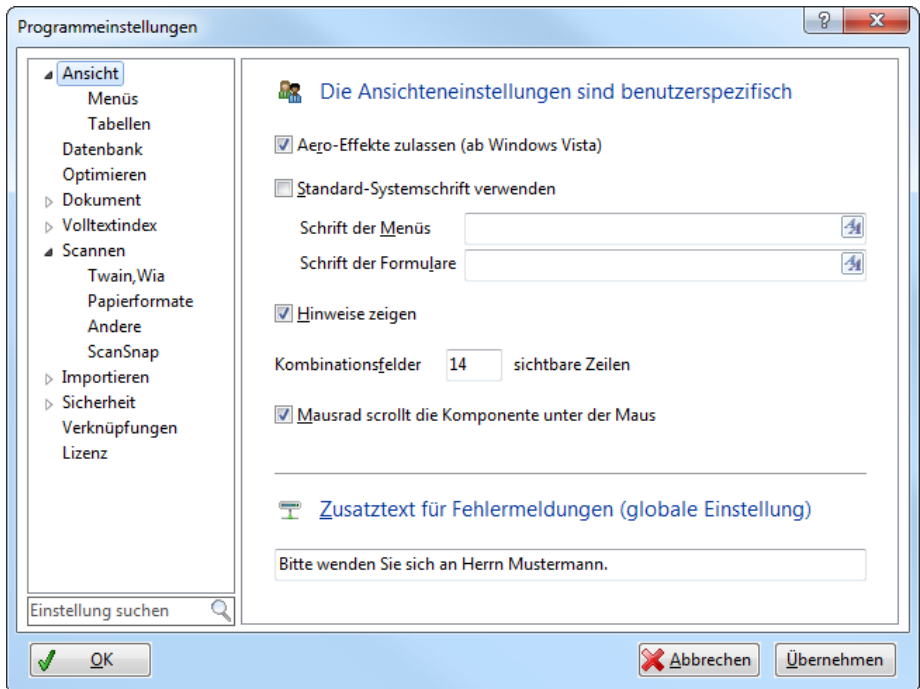 Programmeinstellungen
Ansicht
Menüs
Tabellen
Datenbank
Optimieren
Dokument
Volltextindex
Scannen
Twain,Wia
Papierformate
Andere
ScanSnap
Importieren
Sicherheit
Verknüpfungen
Lizenz
Einstellung suchen
Die Ansichteneinstellungen sind benutzerspezifisch
Aero-Effekte zulassen (ab Windows Vista)
Standard-Systemschrift verwenden
Schrift der Menüs
Schrift der Formulare
Hinweise zeigen
Kombinationsfelder 14 sichtbare Zeilen
Mausrad scrollt die Komponente unter der Maus
Zusatztext für Fehlermeldungen (globale Einstellung)
Bitte wenden Sie sich an Herrn Mustermann.
OK Abbrechen Übernehmen